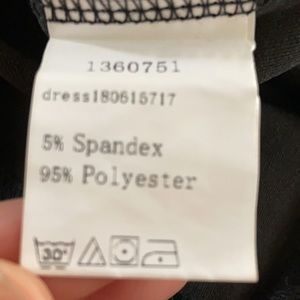 1360751
dress180615717
5% Spandex
95% Polyester
30°